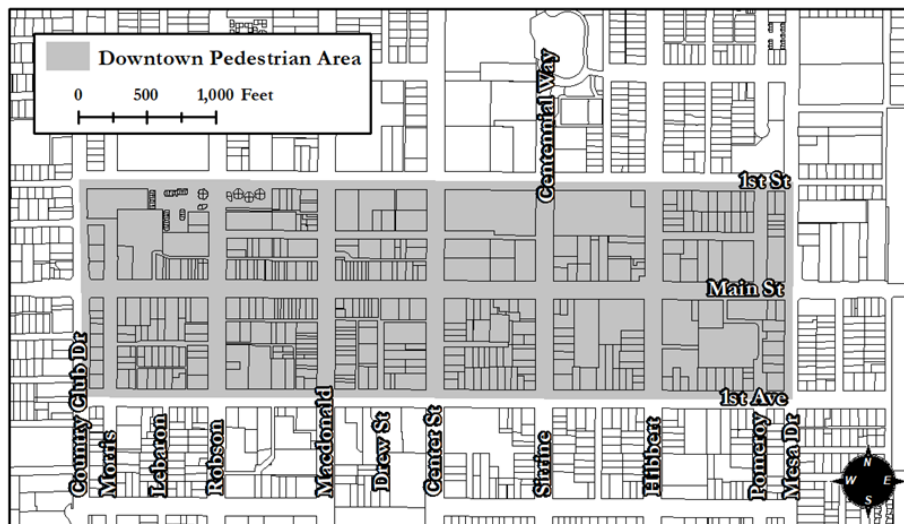 Downtown Pedestrian Area
0 500 1,000 Feet
Centennial Way
1st St
Main St
1st Ave
Country Club Dr
Morris
Lebaron
Robson
Macdonald
Drew St
Center St
Sirrine
Hibbert
Pomeroy
Mesa Dr
N
W E
S